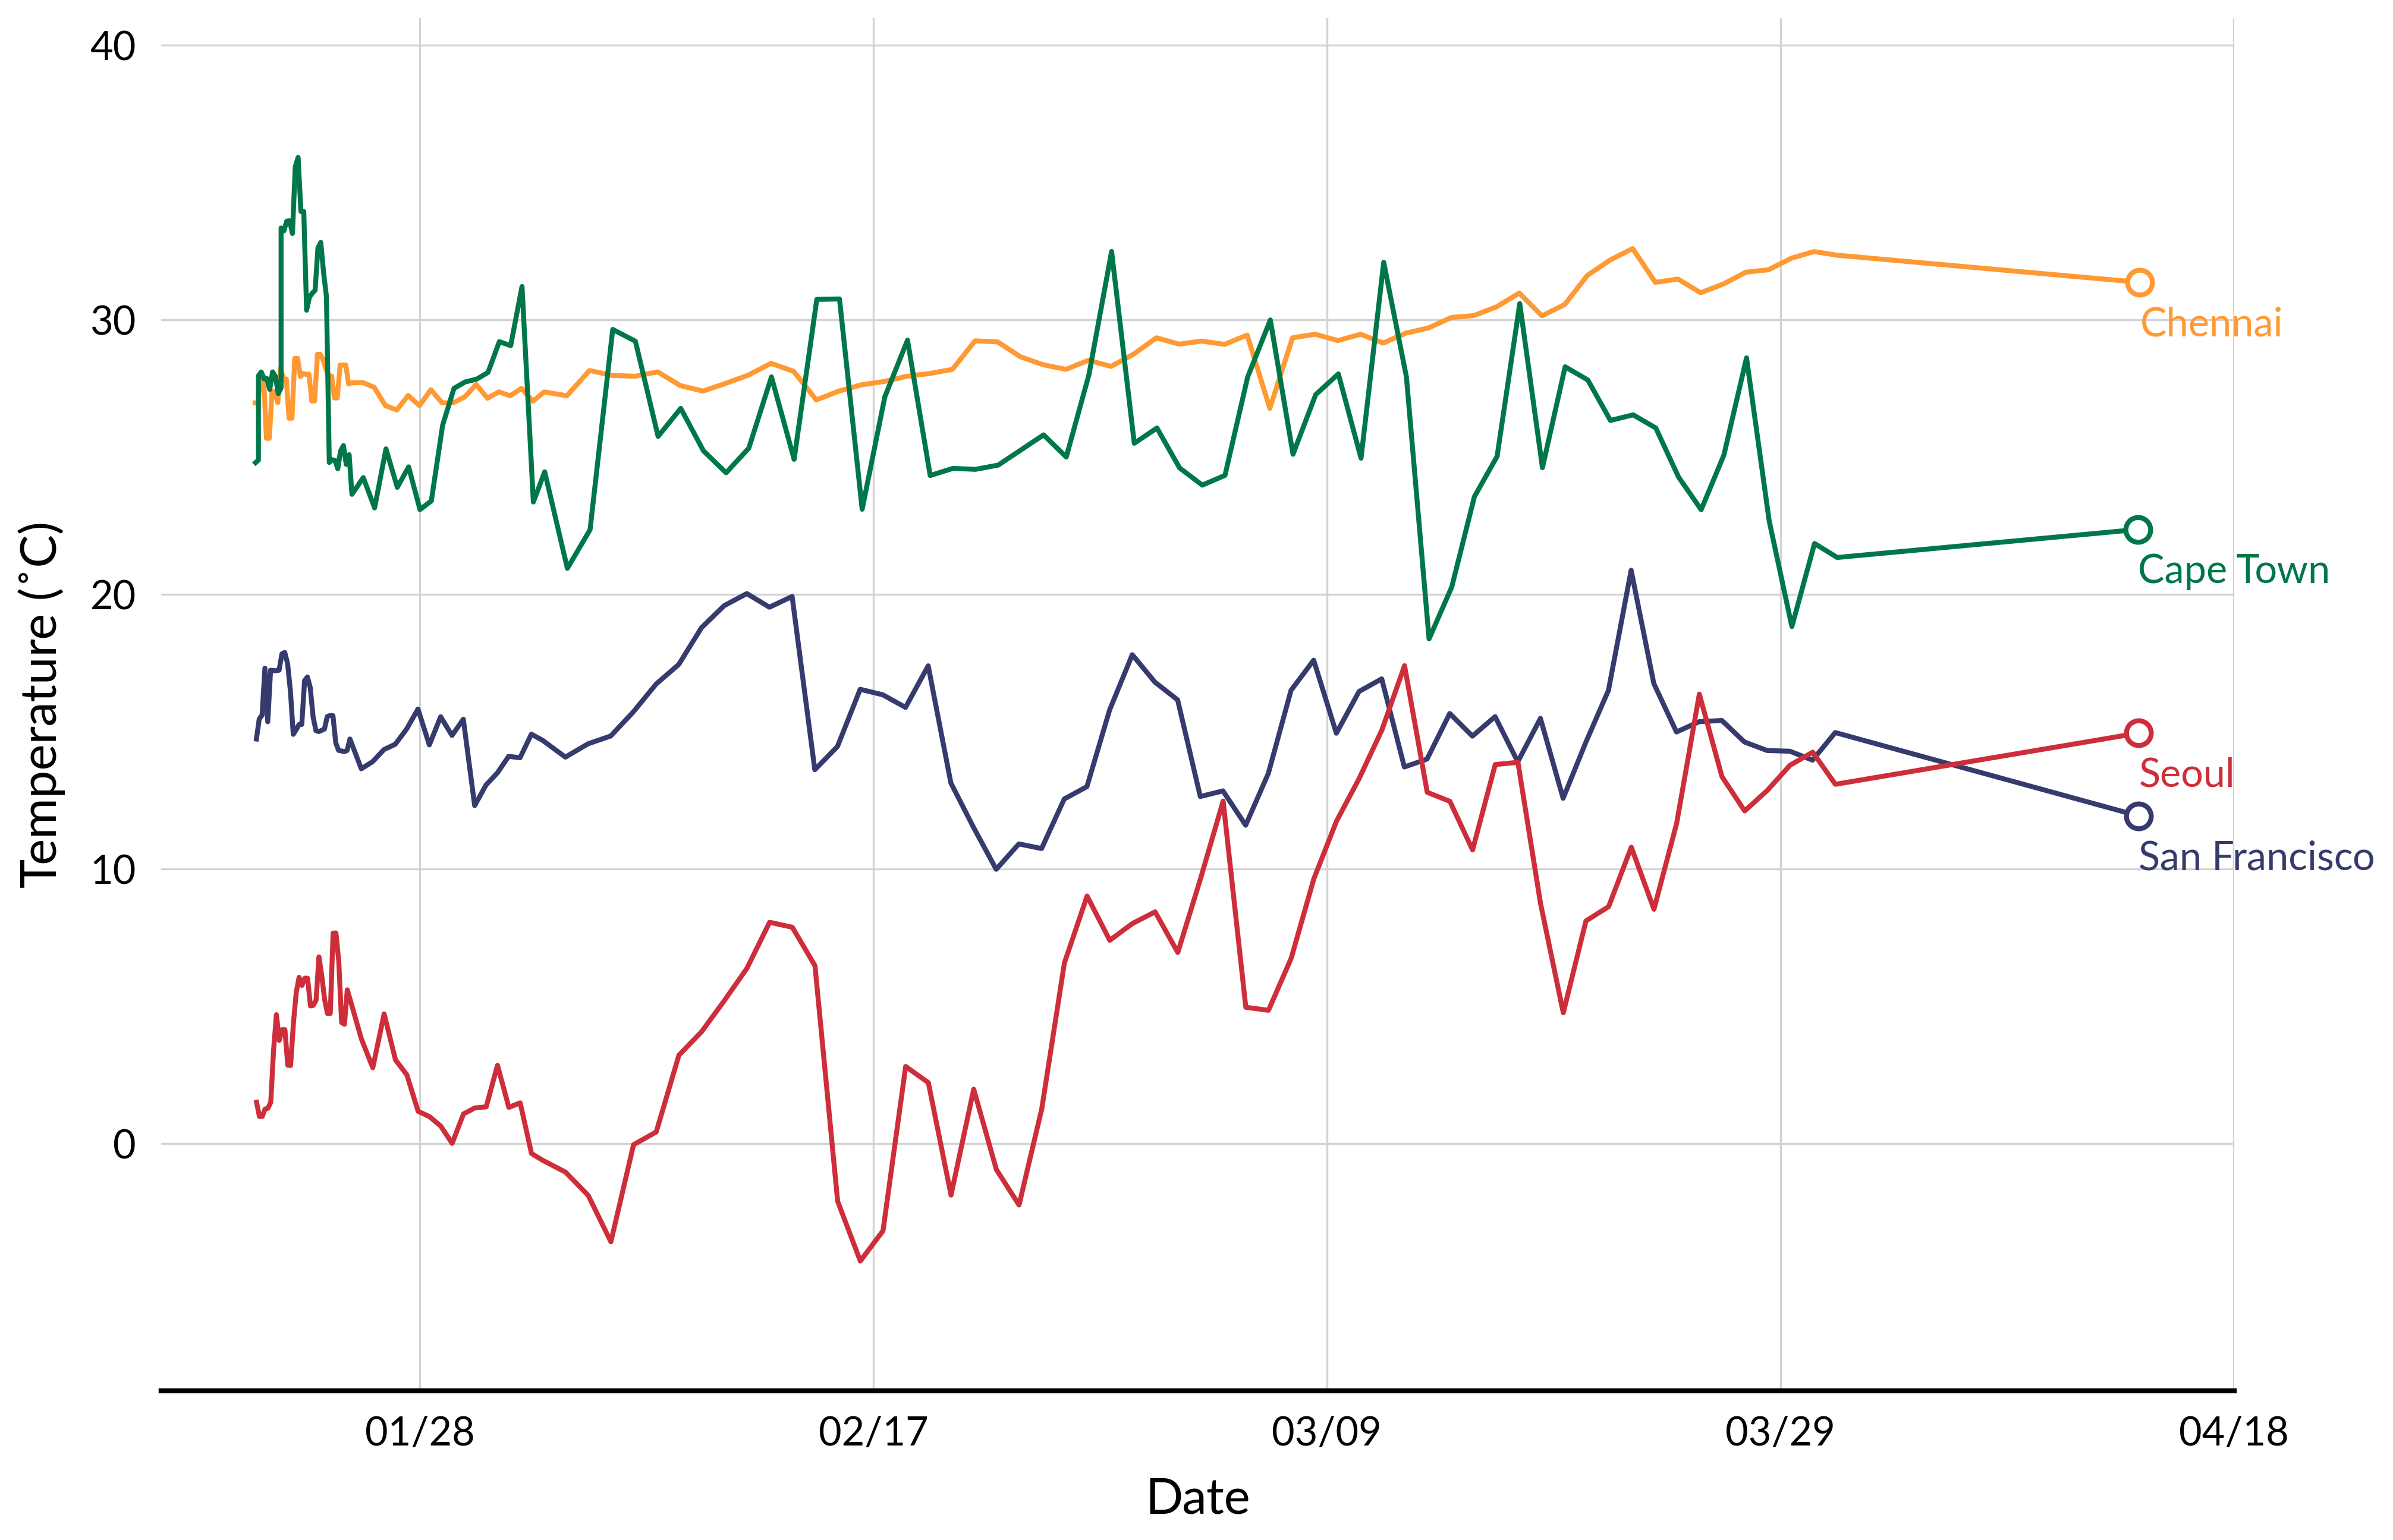 40
30
20
10
0
Temperature (°C)
Chennai
Cape Town
Seoul
San Francisco
01/28
02/17
03/09
03/29
04/18
Date